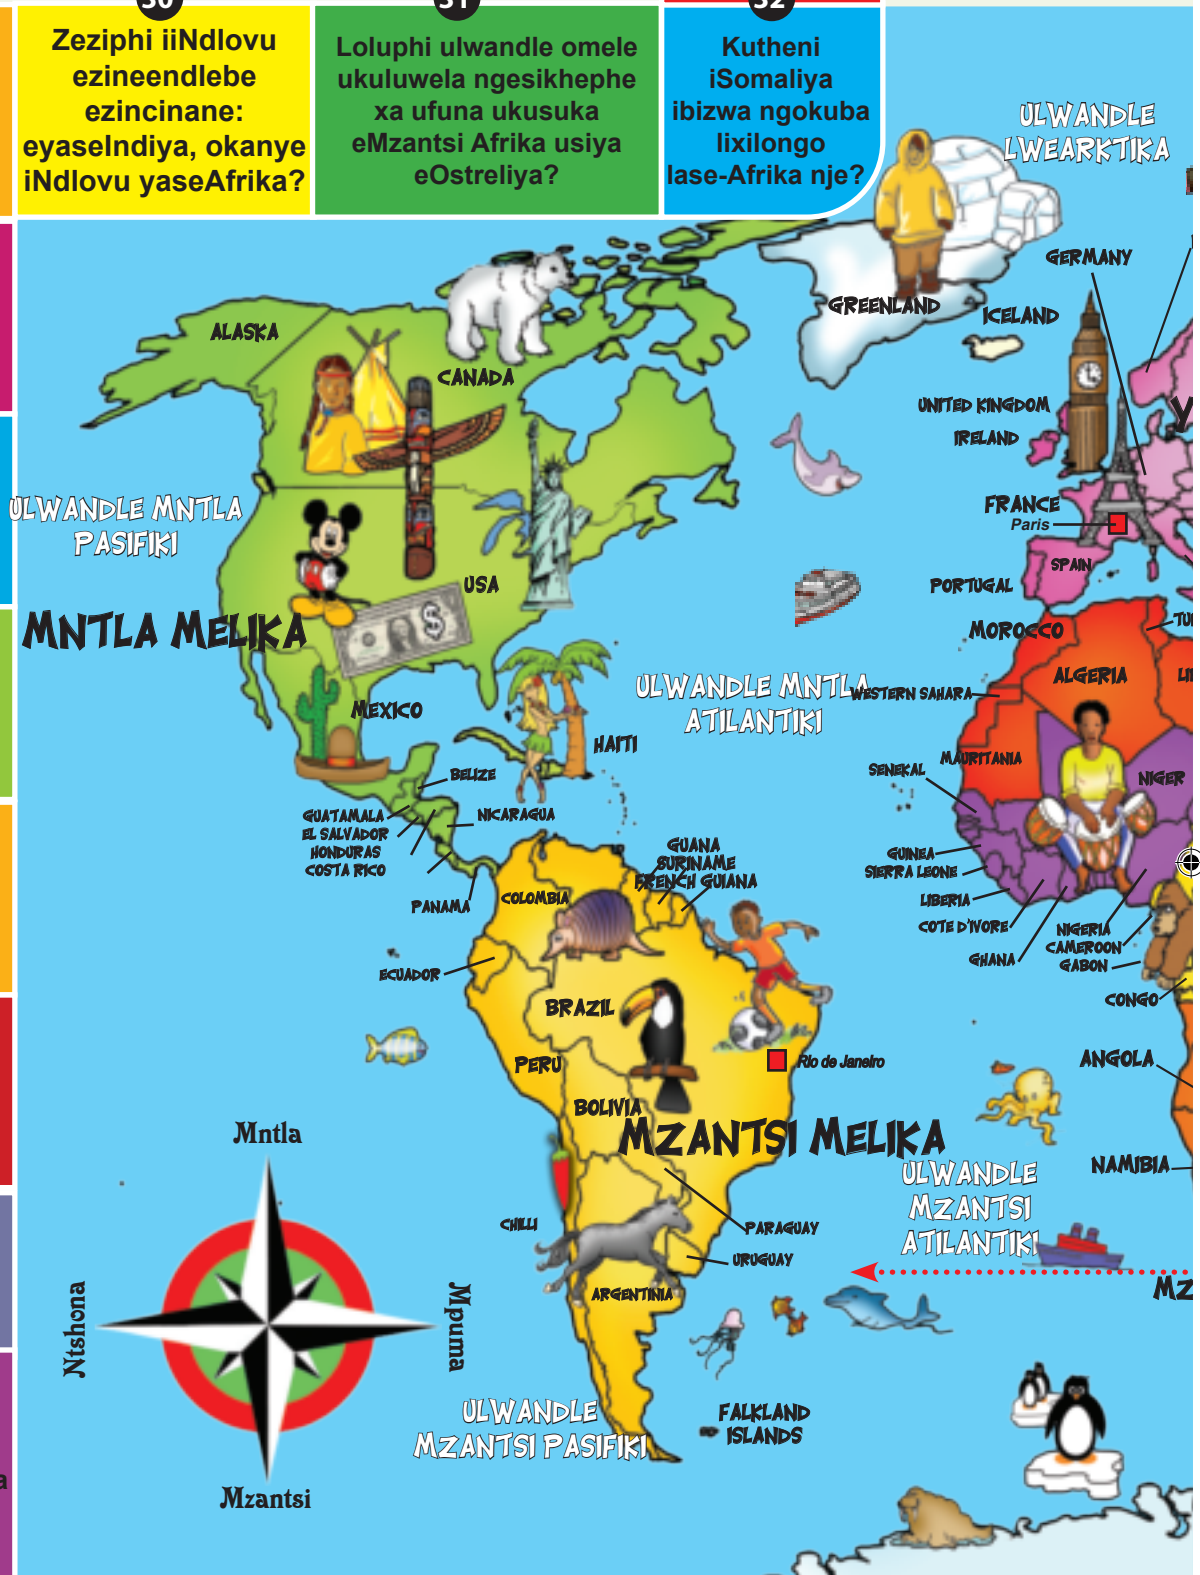 30
Zeziphi iiNdlovu
ezineendlebe
ezincinane:
eyaseIndiya, okanye
iNdlovu yaseAfrika?
31
Loluphi ulwandle omele
ukuluwela ngesikhephe
xa ufuna ukusuka
eMzantsi Afrika usiya
eOstreliya?
32
Kutheni
iSomaliya
ibizwa ngokuba
lixilongo
lase-Afrika nje?
ULWANDLE
LWEARKTIKA
GERMANY
GREENLAND
ICELAND
ALASKA
CANADA
UNITED KINGDOM
IRELAND
ULWANDLE MNTLA
PASIFIKI
FRANCE
Paris
SPAIN
PORTUGAL
USA
MNTLA MELIKA
MOROCCO
ALGERIA
ULWANDLE MNTLA
ATILANTIKI
WESTERN SAHARA
MEXICO
HAITI
MAURITANIA
SENEKAL
NIGER
BELIZE
GUATAMALA
NICARAGUA
EL SALVADOR
HONDURAS
COSTA RICO
GUANA
SURINAME
FRENCH GUIANA
GUINEA
SIERRA LEONE
LIBERIA
COTE D'IVORE
GHANA
NIGERIA
CAMEROON
GABON
CONGO
PANAMA
COLOMBIA
ECUADOR
BRAZIL
PERU
Rio de Janeiro
ANGOLA
BOLIVIA
MZANTSI MELIKA
NAMIBIA
ULWANDLE
MZANTSI
ATILANTIKI
CHILLI
PARAGUAY
URUGUAY
ARGENTINIA
Mntla
Ntshona
Mpuma
Mzantsi
ULWANDLE
MZANTSI PASIFIKI
FALKLAND
ISLANDS